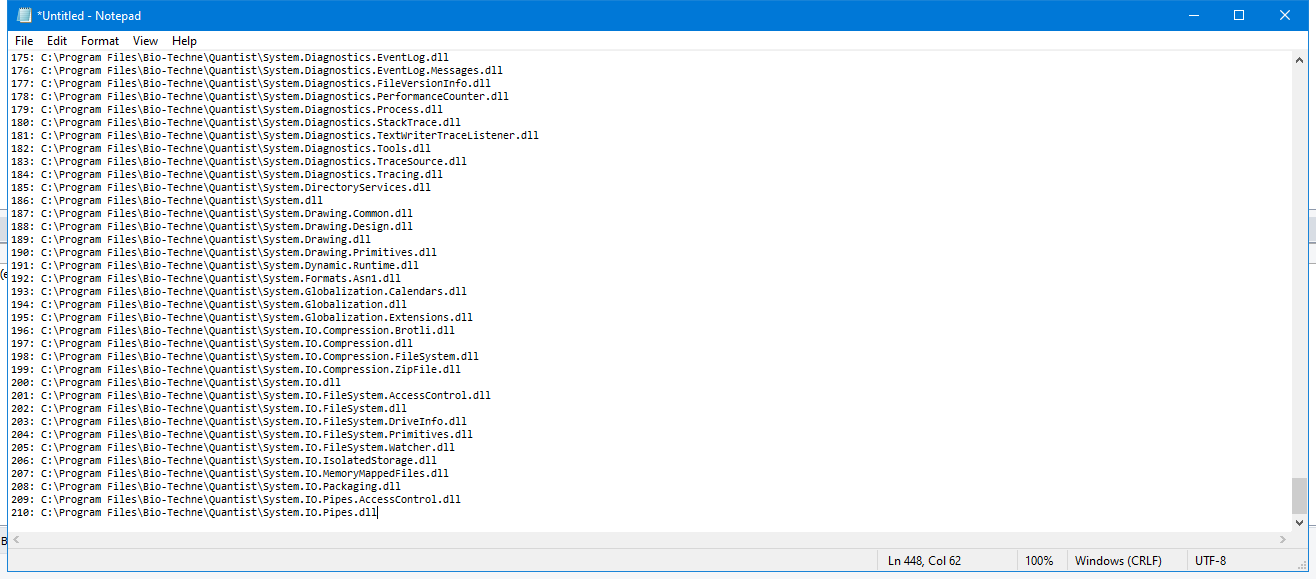 *Untitled - Notepad
File Edit Format View Help
175: C:\Program Files\Bio-Techne\Quantist\System.Diagnostics.EventLog.dll
176: C:\Program Files\Bio-Techne\Quantist\System.Diagnostics.EventLog.Messages.dll
177: C:\Program Files\Bio-Techne\Quantist\System.Diagnostics.FileVersionInfo.dll
178: C:\Program Files\Bio-Techne\Quantist\System.Diagnostics.PerformanceCounter.dll
179: C:\Program Files\Bio-Techne\Quantist\System.Diagnostics.Process.dll
180: C:\Program Files\Bio-Techne\Quantist\System.Diagnostics.StackTrace.dll
181: C:\Program Files\Bio-Techne\Quantist\System.Diagnostics.TextWriterTraceListener.dll
182: C:\Program Files\Bio-Techne\Quantist\System.Diagnostics.Tools.dll
183: C:\Program Files\Bio-Techne\Quantist\System.Diagnostics.TraceSource.dll
184: C:\Program Files\Bio-Techne\Quantist\System.Diagnostics.Tracing.dll
185: C:\Program Files\Bio-Techne\Quantist\System.DirectoryServices.dll
186: C:\Program Files\Bio-Techne\Quantist\System.dll
187: C:\Program Files\Bio-Techne\Quantist\System.Drawing.Common.dll
188: C:\Program Files\Bio-Techne\Quantist\System.Drawing.Design.dll
189: C:\Program Files\Bio-Techne\Quantist\System.Drawing.dll
190: C:\Program Files\Bio-Techne\Quantist\System.Drawing.Primitives.dll
191: C:\Program Files\Bio-Techne\Quantist\System.Dynamic.Runtime.dll
192: C:\Program Files\Bio-Techne\Quantist\System.Formats.Asn1.dll
193: C:\Program Files\Bio-Techne\Quantist\System.Globalization.Calendars.dll
194: C:\Program Files\Bio-Techne\Quantist\System.Globalization.dll
195: C:\Program Files\Bio-Techne\Quantist\System.Globalization.Extensions.dll
196: C:\Program Files\Bio-Techne\Quantist\System.IO.Compression.Brotli.dll
197: C:\Program Files\Bio-Techne\Quantist\System.IO.Compression.dll
198: C:\Program Files\Bio-Techne\Quantist\System.IO.Compression.FileSystem.dll
199: C:\Program Files\Bio-Techne\Quantist\System.IO.Compression.ZipFile.dll
200: C:\Program Files\Bio-Techne\Quantist\System.IO.dll
201: C:\Program Files\Bio-Techne\Quantist\System.IO.FileSystem.AccessControl.dll
202: C:\Program Files\Bio-Techne\Quantist\System.IO.FileSystem.dll
203: C:\Program Files\Bio-Techne\Quantist\System.IO.FileSystem.DriveInfo.dll
204: C:\Program Files\Bio-Techne\Quantist\System.IO.FileSystem.Primitives.dll
205: C:\Program Files\Bio-Techne\Quantist\System.IO.FileSystem.Watcher.dll
206: C:\Program Files\Bio-Techne\Quantist\System.IO.IsolatedStorage.dll
207: C:\Program Files\Bio-Techne\Quantist\System.IO.MemoryMappedFiles.dll
208: C:\Program Files\Bio-Techne\Quantist\System.IO.Packaging.dll
209: C:\Program Files\Bio-Techne\Quantist\System.IO.Pipes.AccessControl.dll
210: C:\Program Files\Bio-Techne\Quantist\System.IO.Pipes.dll
Ln 448, Col 62 100% Windows (CRLF) UTF-8